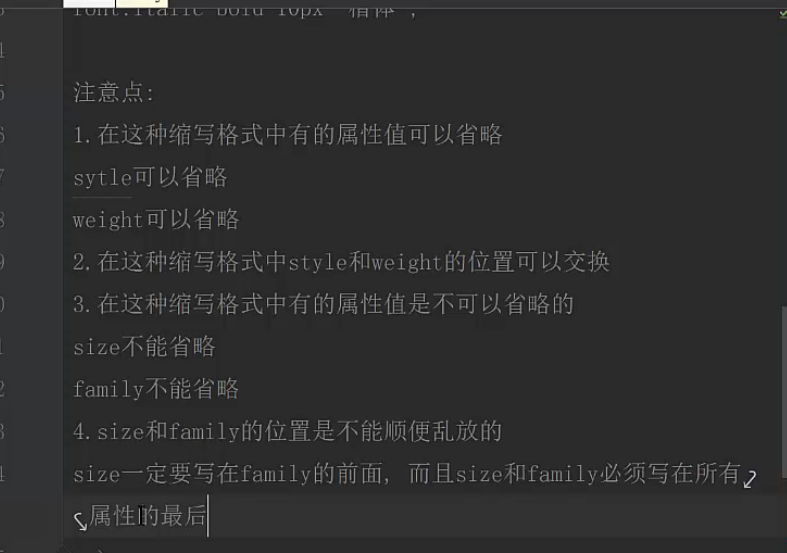 font:italic bold 10px "楷体";
注意点:
1.在这种缩写格式中有的属性值可以省略
sytle可以省略
weight可以省略
2.在这种缩写格式中style和weight的位置可以交换
3.在这种缩写格式中有的属性值是不可以省略的
size不能省略
family不能省略
4.size和family的位置是不能顺便乱放的
size一定要写在family的前面, 而且size和family必须写在所有
属性的最后